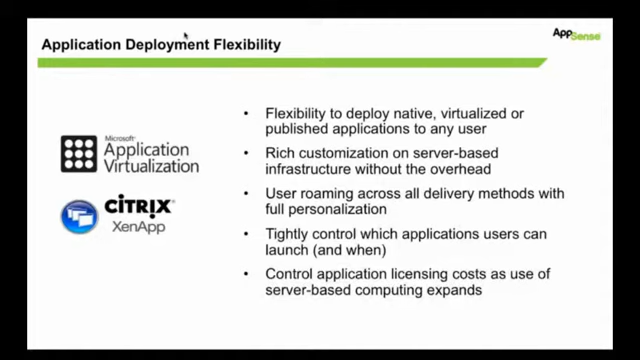 Application Deployment Flexibility
AppSense
Microsoft
Application
Virtualization
CITRIX
XenApp
• Flexibility to deploy native, virtualized or
published applications to any user
• Rich customization on server-based
infrastructure without the overhead
• User roaming across all delivery methods with
full personalization
• Tightly control which applications users can
launch (and when)
• Control application licensing costs as use of
server-based computing expands